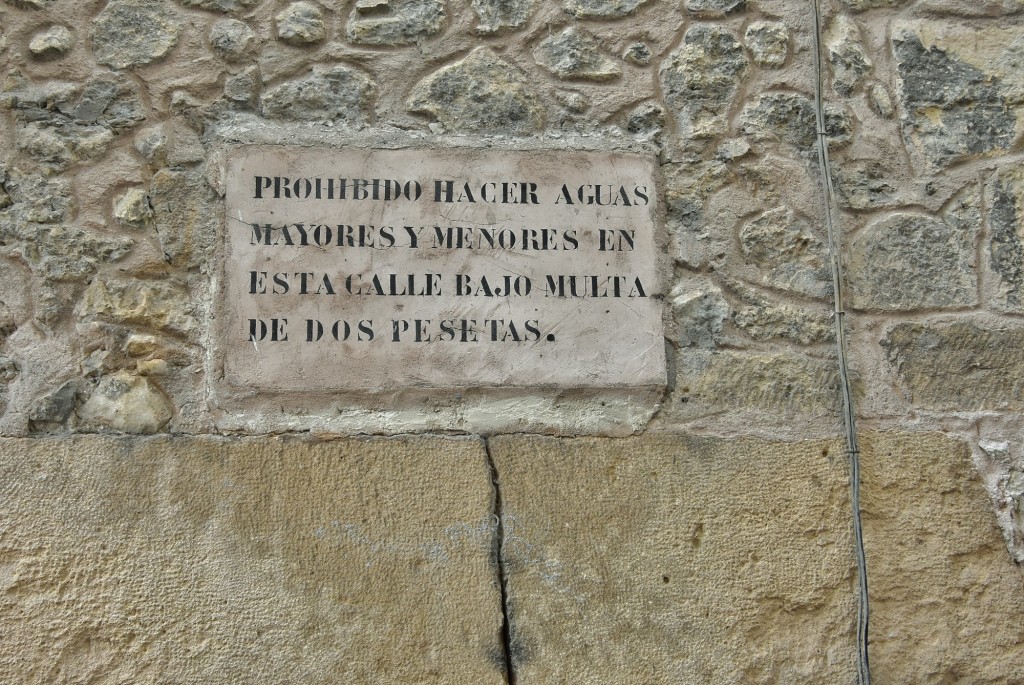 PROHIBIDO HACER AGUAS
MAYORES Y MENORES EN
ESTA CALLE BAJO MULTA
DE DOS PESETAS.